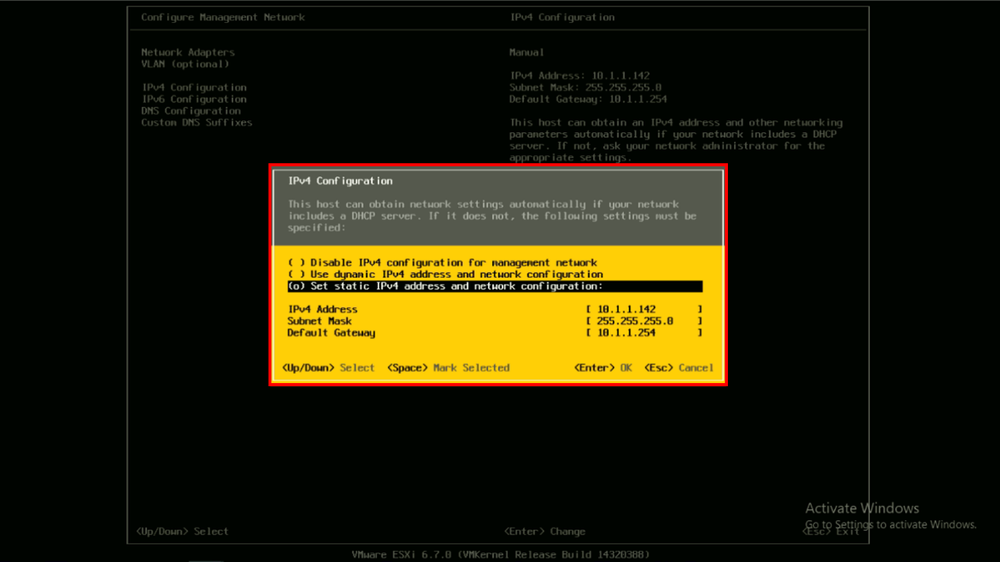 Configure Management Network
IPv4 Configuration
Network Adapters
VLAN (optional)
IPv4 Configuration
IPv6 Configuration
DNS Configuration
Custom DNS Suffixes
Manual
IPv4 Address: 10.1.1.142
Subnet Mask: 255.255.255.0
Default Gateway: 10.1.1.254
This host can obtain an IPv4 address and other networking
parameters automatically if your network includes a DHCP
server. If not, ask your network administrator for the
appropriate settings.
IPv4 Configuration
This host can obtain network settings automatically if your network
includes a DHCP server. If it does not, the following settings must be
specified:
( ) Disable IPv4 configuration for management network
( ) Use dynamic IPv4 address and network configuration
(o) Set static IPv4 address and network configuration:
IPv4 Address [ 10.1.1.142 ]
Subnet Mask [ 255.255.255.0 ]
Default Gateway [ 10.1.1.254 ]
<Up/Down> Select <Space> Mark Selected <Enter> OK <Esc> Cancel
Activate Windows
Go to Settings to activate Windows.
<Up/Down> Select <Enter> Change <Esc> Exit
VMware ESXi 6.7.0 (VMKernel Release Build 14320388)